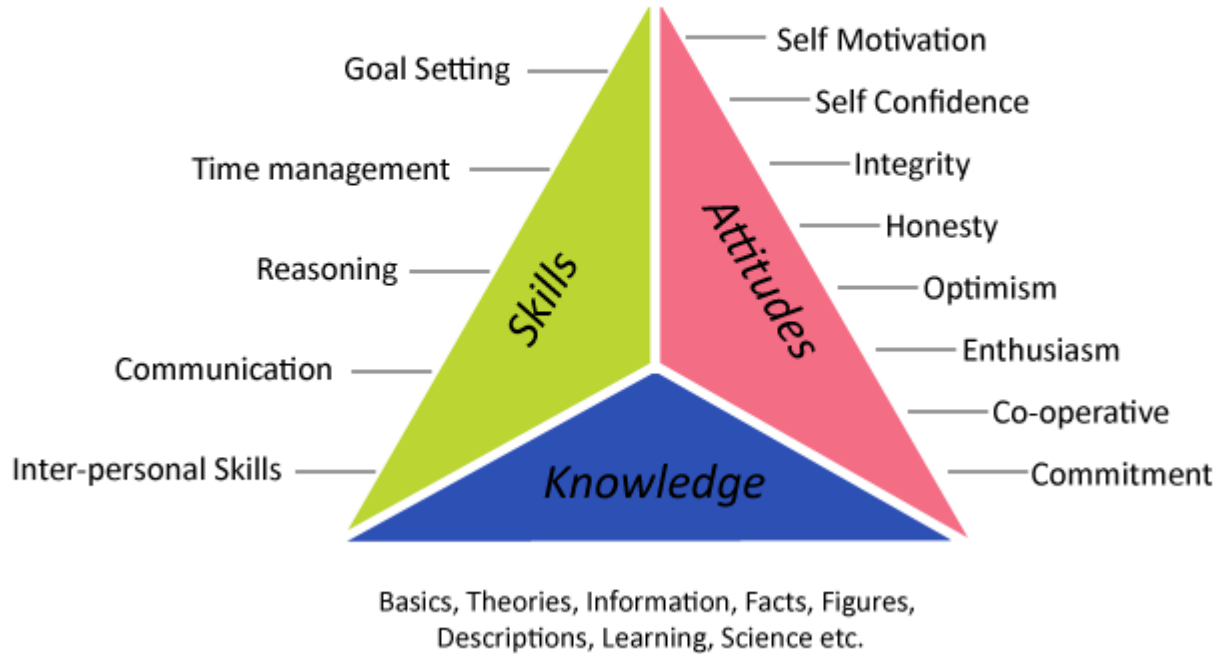 Goal Setting
Time management
Reasoning
Communication
Inter-personal Skills
Skills
Attitudes
Knowledge
Self Motivation
Self Confidence
Integrity
Honesty
Optimism
Enthusiasm
Co-operative
Commitment
Basics, Theories, Information, Facts, Figures,
Descriptions, Learning, Science etc.